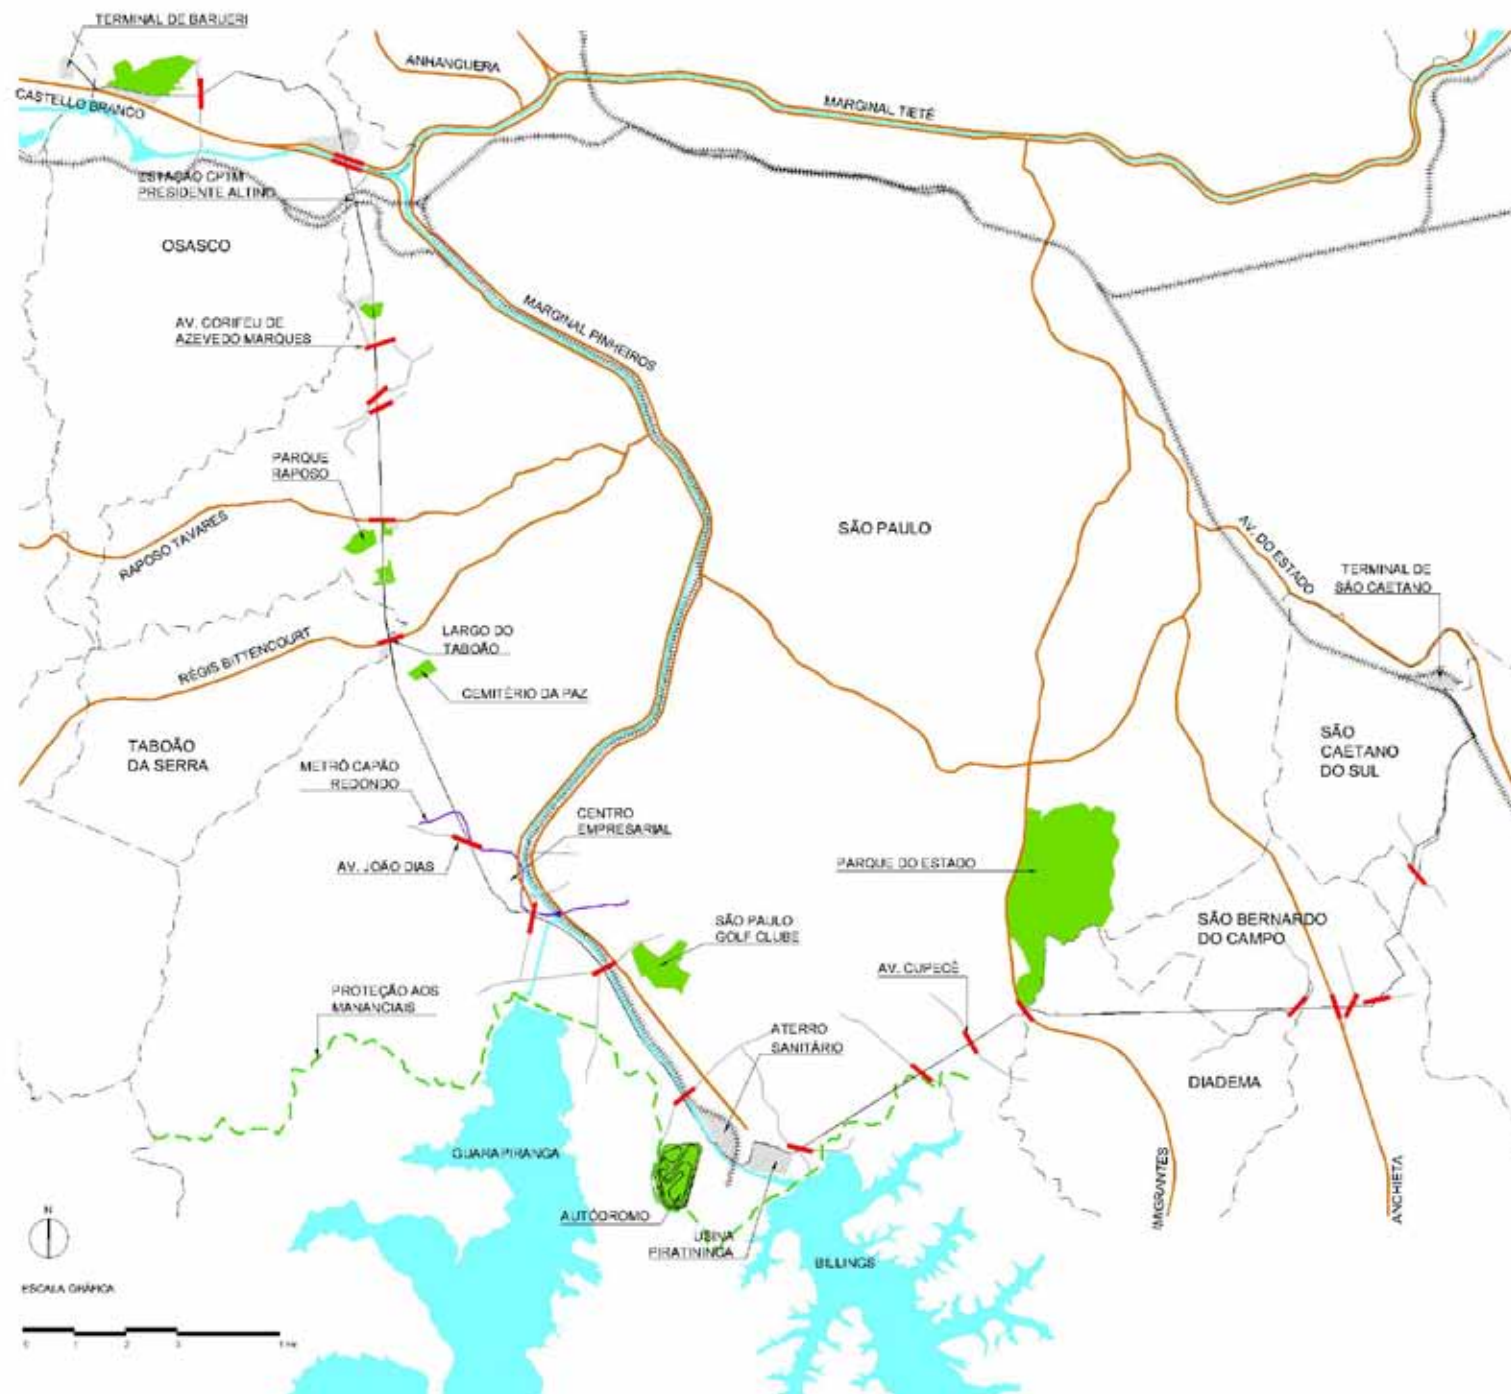 TERMINAL DE BARUERI
ANHANGUERA
CASTELLO BRANCO
MARGINAL TIETÊ
ESTAÇÃO CPTM
PRESIDENTE ALTINO
OSASCO
MARGINAL PINHEIROS
AV. CORIFEU DE
AZEVEDO MARQUES
PARQUE
RAPOSO
RAPOSO TAVARES
SÃO PAULO
AV. DO ESTADO
TERMINAL DE
SÃO CAETANO
RÉGIS BITTENCOURT
LARGO DO
TABOÃO
CEMITÉRIO DA PAZ
TABOÃO
DA SERRA
SÃO
CAETANO
DO SUL
METRÔ CAPÃO
REDONDO
CENTRO
EMPRESARIAL
AV. JOÃO DIAS
PARQUE DO ESTADO
SÃO PAULO
GOLF CLUBE
SÃO BERNARDO
DO CAMPO
AV. CUPECÊ
PROTEÇÃO AOS
MANANCIAIS
ATERRO
SANITÁRIO
DIADEMA
GUARAPIRANGA
IMIGRANTES
ANCHIETA
AUTÓDROMO
USINA
PIRATININGA
BILLINGS
N
ESCALA GRÁFICA
0 1 2 3